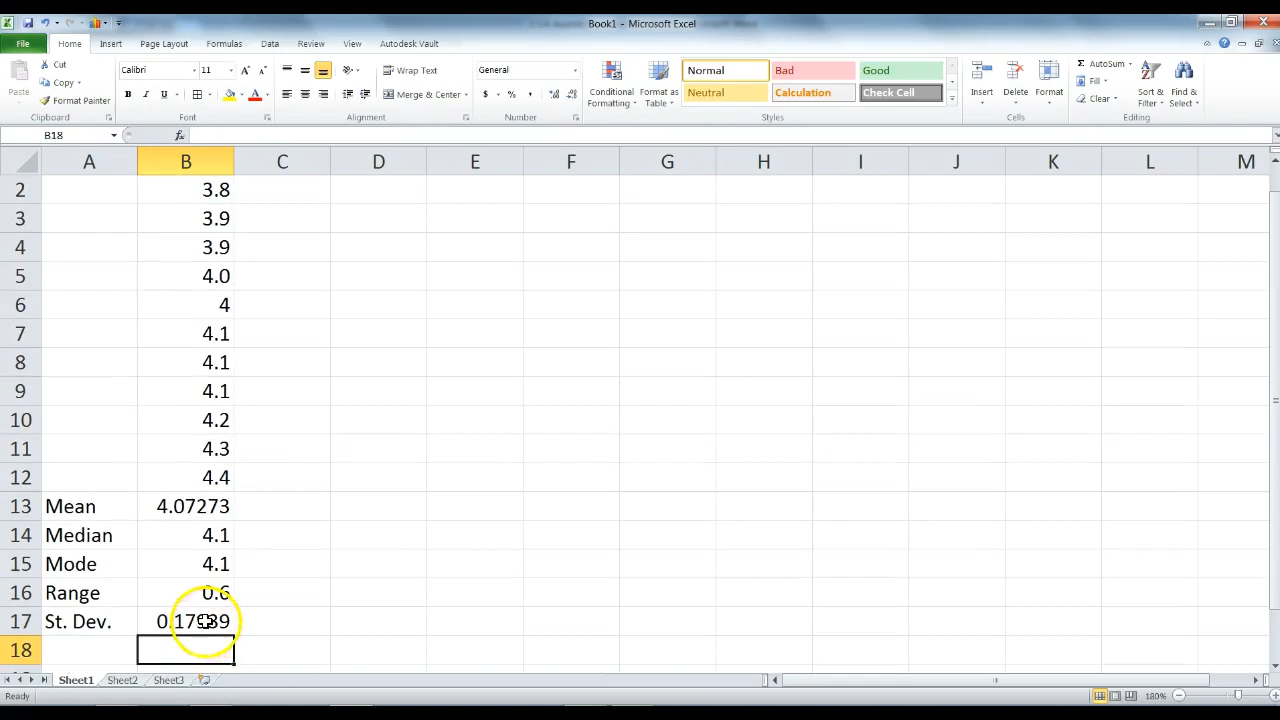 Book1 - Microsoft Excel
File Home Insert Page Layout Formulas Data Review View Autodesk Vault
Paste Cut Copy Format Painter
Clipboard
Calibri 11
B I U
Font
Wrap Text
Merge & Center
Alignment
General
$ % ,
Number
Conditional Formatting
Format as Table
Normal Bad Good
Neutral Calculation Check Cell
Styles
Insert Delete Format
Cells
AutoSum
Fill
Clear
Sort & Filter
Find & Select
Editing
B18 fx
A B C D E F G H I J K L M
2 3.8
3 3.9
4 3.9
5 4.0
6 4
7 4.1
8 4.1
9 4.1
10 4.2
11 4.3
12 4.4
13 Mean 4.07273
14 Median 4.1
15 Mode 4.1
16 Range 0.6
17 St. Dev.
18
Sheet1 Sheet2 Sheet3
Ready 180%